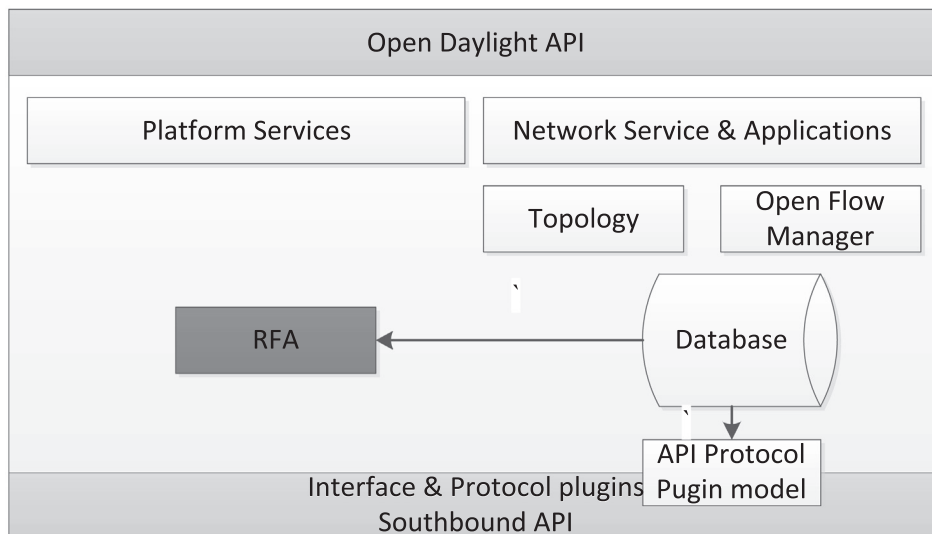 Open Daylight API
Platform Services
Network Service & Applications
Topology
Open Flow
Manager
`
RFA
Database
`
API Protocol
Pugin model
Interface & Protocol plugins
Southbound API